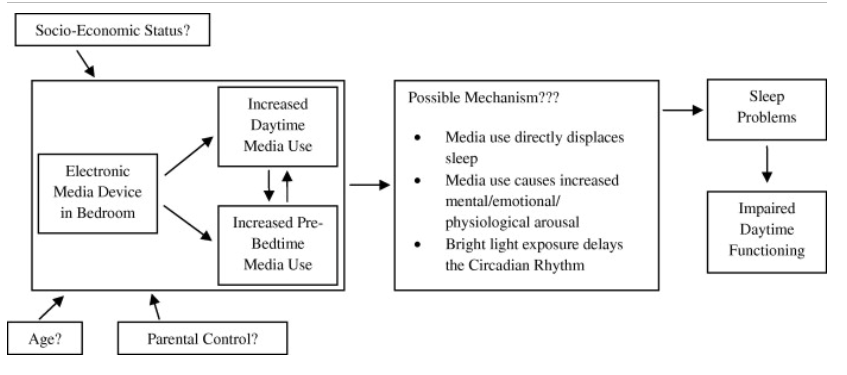 Socio-Economic Status?
Increased
Daytime
Media Use
Electronic
Media Device
in Bedroom
Increased Pre-
Bedtime
Media Use
Age?
Parental Control?
Possible Mechanism???
• Media use directly displaces
sleep
• Media use causes increased
mental/emotional/
physiological arousal
• Bright light exposure delays
the Circadian Rhythm
Sleep
Problems
Impaired
Daytime
Functioning